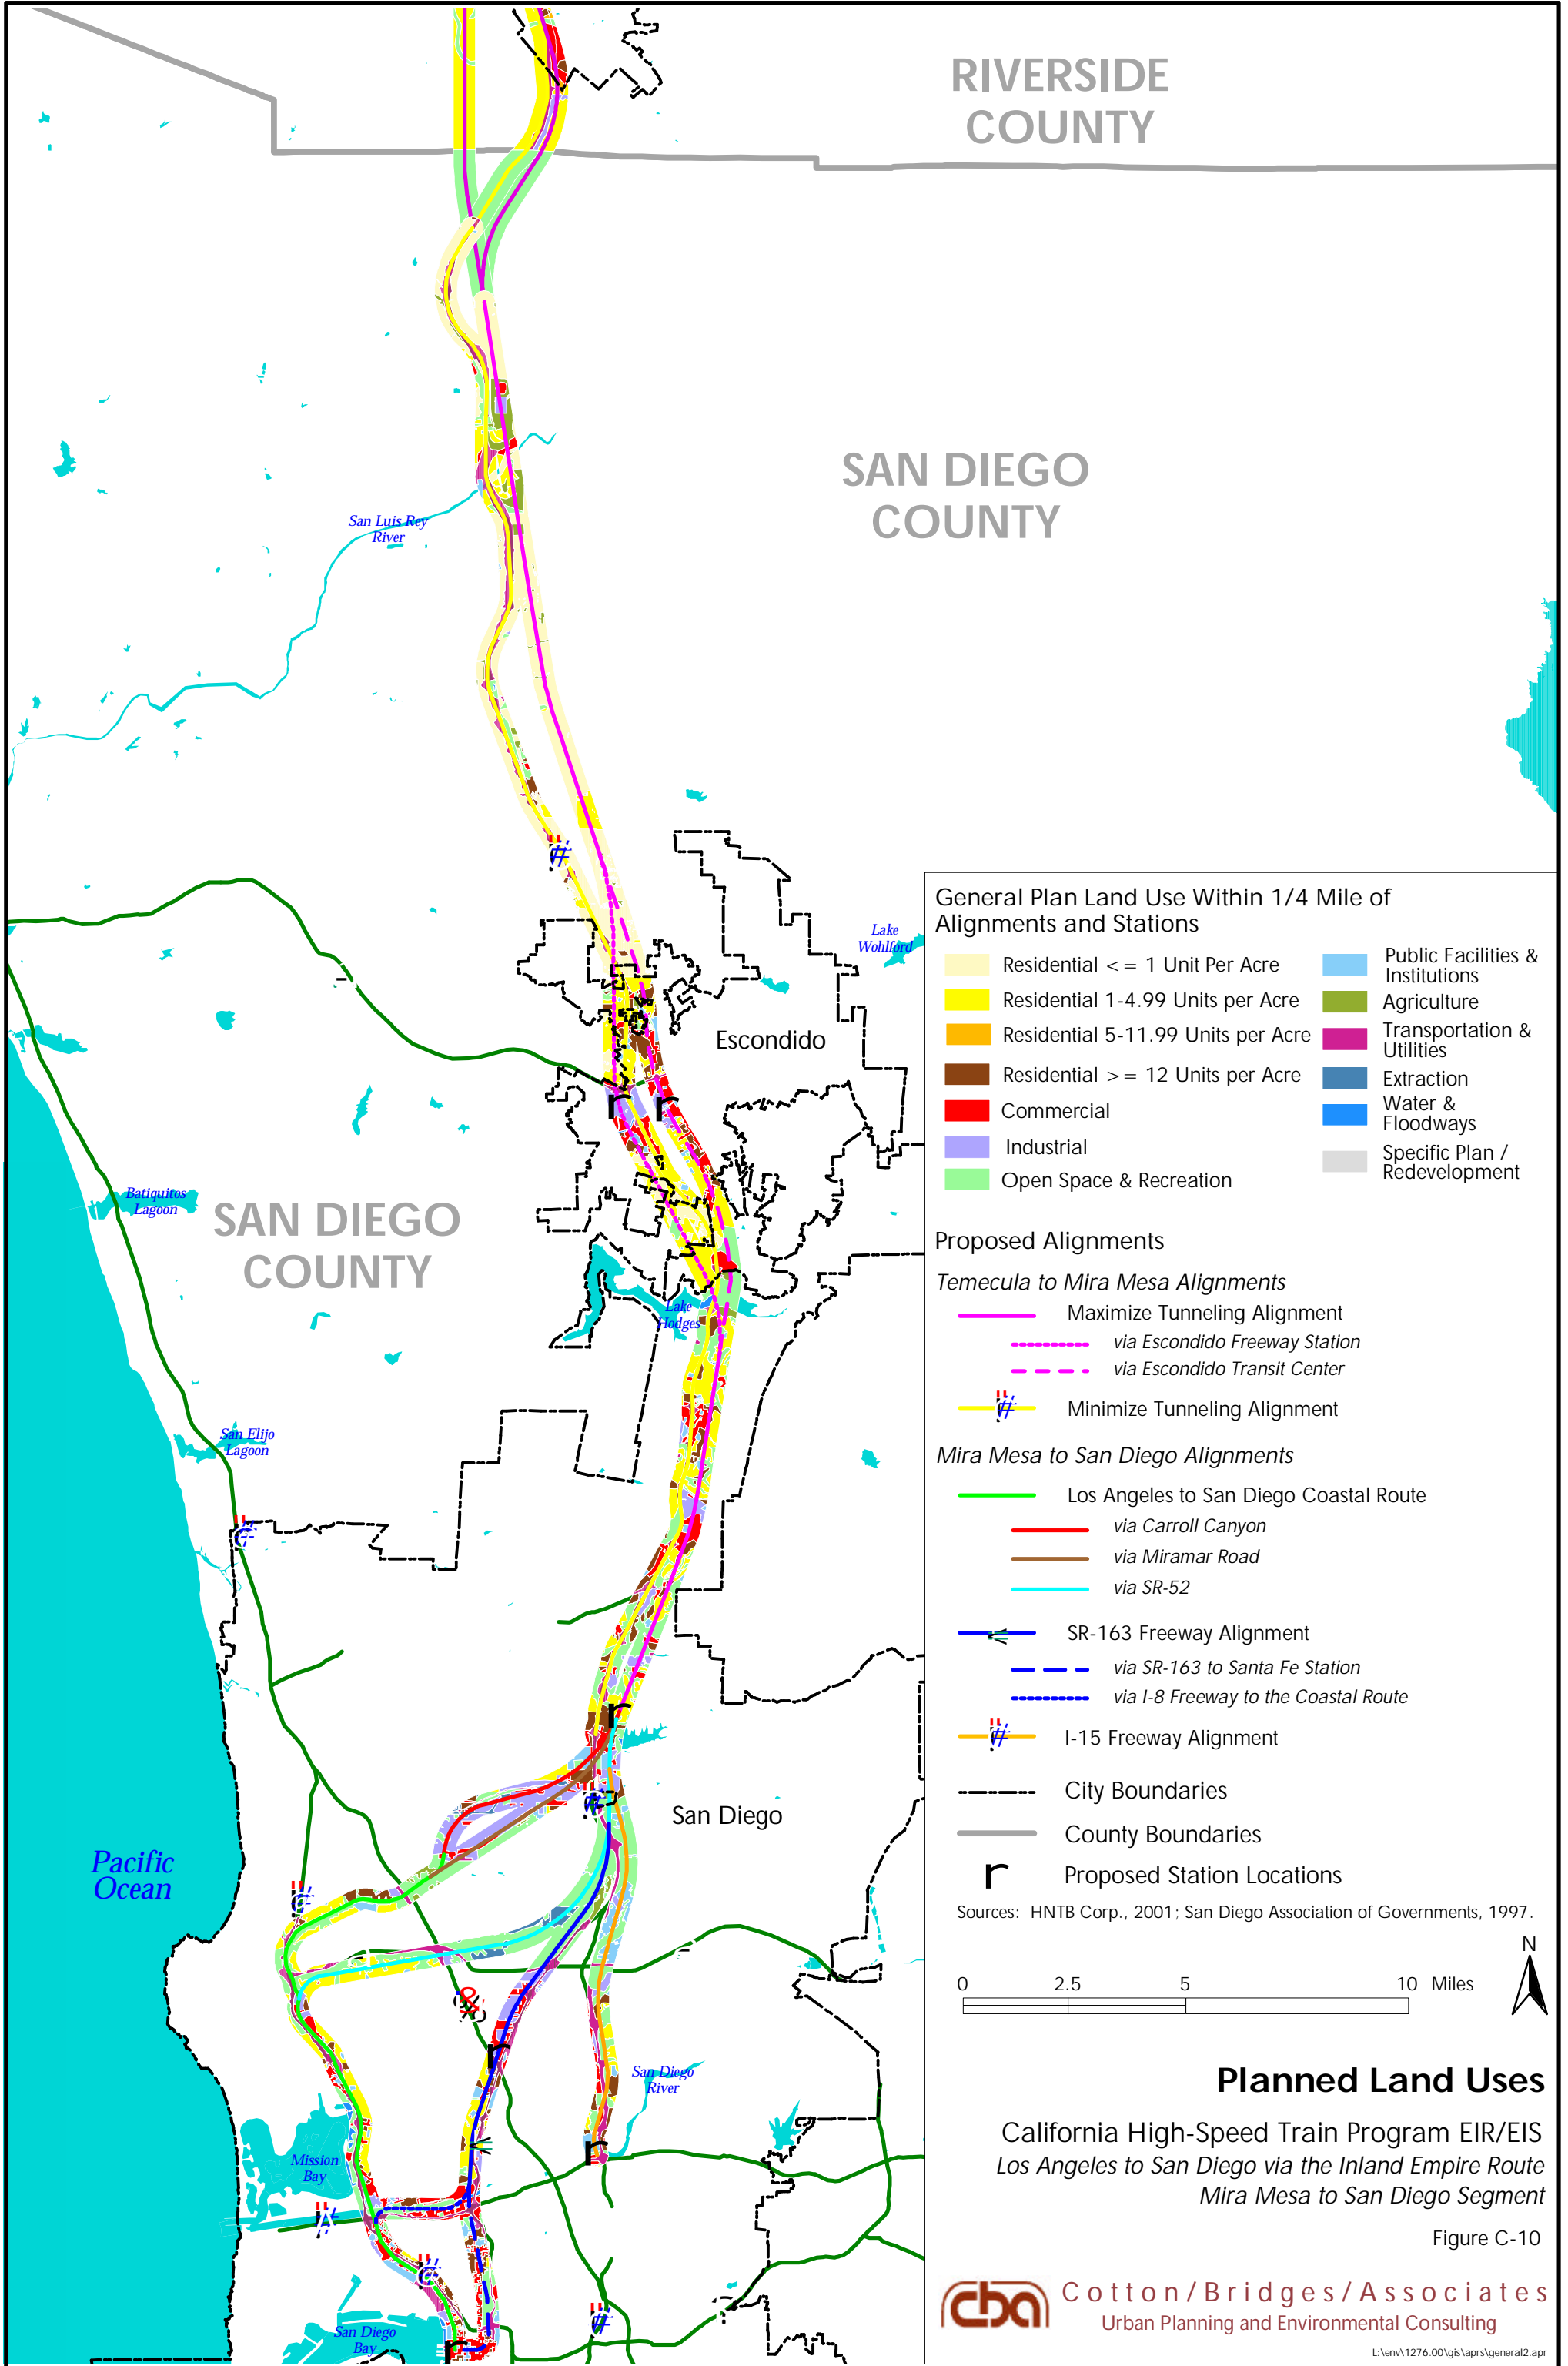 RIVERSIDE
COUNTY
SAN DIEGO
COUNTY
San Luis Rey
River
Lake
Wohlford
Escondido
Batiquitos
Lagoon
SAN DIEGO
COUNTY
Lake
Hodges
San Elijo
Lagoon
San Diego
Pacific
Ocean
San Diego
River
Mission
Bay
San Diego
Bay
General Plan Land Use Within 1/4 Mile of
Alignments and Stations
Residential <= 1 Unit Per Acre
Residential 1-4.99 Units per Acre
Residential 5-11.99 Units per Acre
Residential >= 12 Units per Acre
Commercial
Industrial
Open Space & Recreation
Public Facilities &
Institutions
Agriculture
Transportation &
Utilities
Extraction
Water &
Floodways
Specific Plan /
Redevelopment
Proposed Alignments
Temecula to Mira Mesa Alignments
Maximize Tunneling Alignment
via Escondido Freeway Station
via Escondido Transit Center
Minimize Tunneling Alignment
Mira Mesa to San Diego Alignments
Los Angeles to San Diego Coastal Route
via Carroll Canyon
via Miramar Road
via SR-52
SR-163 Freeway Alignment
via SR-163 to Santa Fe Station
via I-8 Freeway to the Coastal Route
I-15 Freeway Alignment
City Boundaries
County Boundaries
r Proposed Station Locations
Sources: HNTB Corp., 2001; San Diego Association of Governments, 1997.
N
0 2.5 5 10 Miles
Planned Land Uses
California High-Speed Train Program EIR/EIS
Los Angeles to San Diego via the Inland Empire Route
Mira Mesa to San Diego Segment
Figure C-10
cba
Cotton/Bridges/Associates
Urban Planning and Environmental Consulting
L:\env\1276.00\gis\aprs\general2.apr